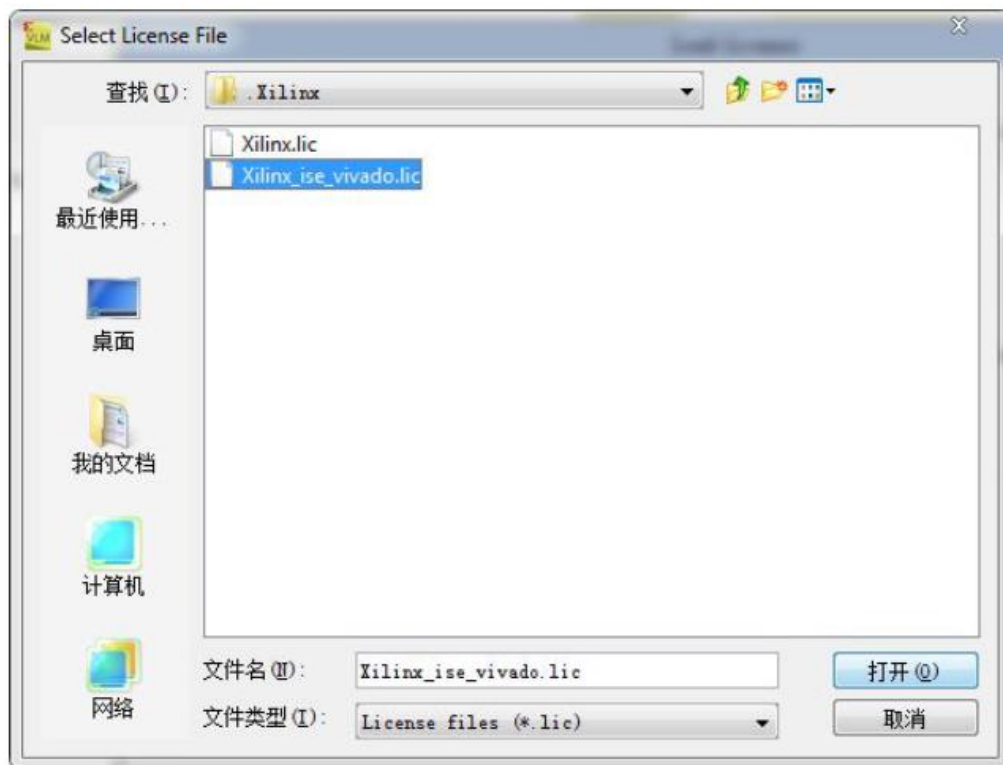 Select License File
查找(I):
.Xilinx
Xilinx.lic
Xilinx_ise_vivado.lic
最近使用...
桌面
我的文档
计算机
网络
文件名(N):
Xilinx_ise_vivado.lic
打开(O)
文件类型(T):
License files (*.lic)
取消